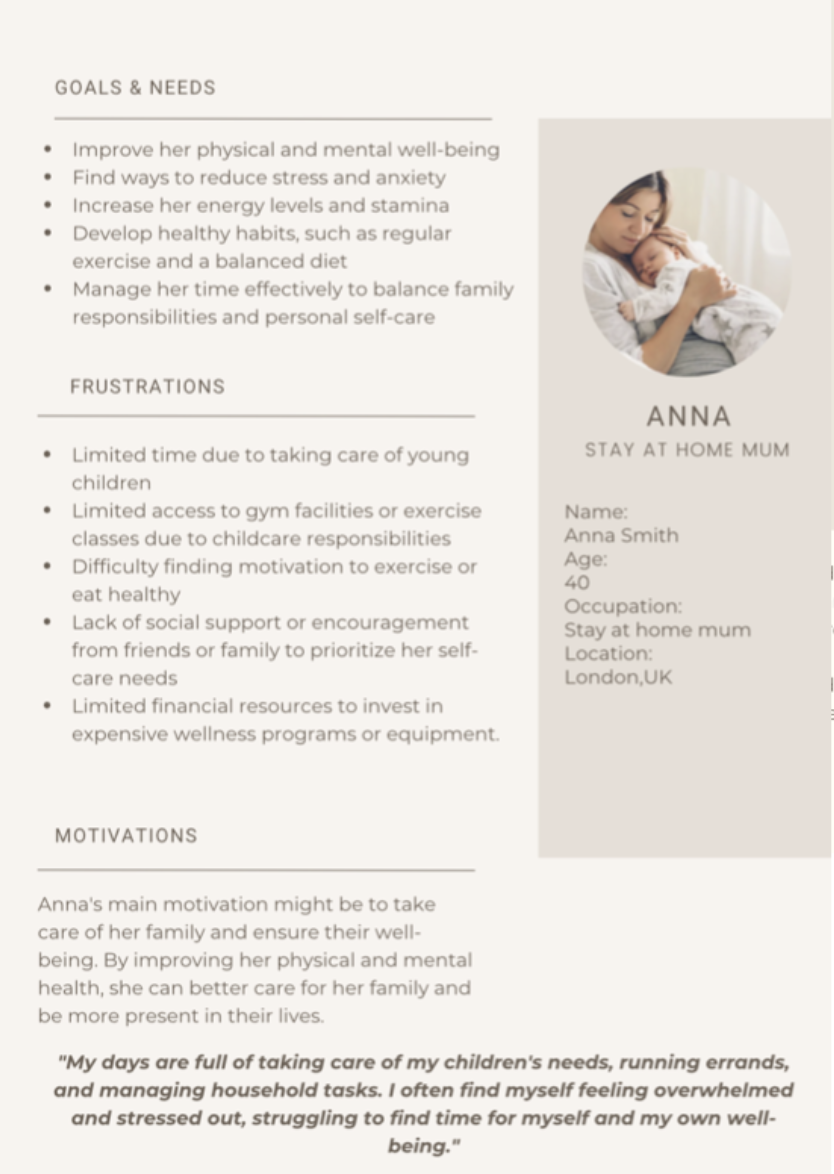 GOALS & NEEDS
• Improve her physical and mental well-being
• Find ways to reduce stress and anxiety
• Increase her energy levels and stamina
• Develop healthy habits, such as regular
exercise and a balanced diet
• Manage her time effectively to balance family
responsibilities and personal self-care
FRUSTRATIONS
• Limited time due to taking care of young
children
• Limited access to gym facilities or exercise
classes due to childcare responsibilities
• Difficulty finding motivation to exercise or
eat healthy
• Lack of social support or encouragement
from friends or family to prioritize her self-
care needs
• Limited financial resources to invest in
expensive wellness programs or equipment.
MOTIVATIONS
Anna's main motivation might be to take
care of her family and ensure their well-
being. By improving her physical and mental
health, she can better care for her family and
be more present in their lives.
"My days are full of taking care of my children's needs, running errands,
and managing household tasks. I often find myself feeling overwhelmed
and stressed out, struggling to find time for myself and my own well-
being."
ANNA
STAY AT HOME MUM
Name:
Anna Smith
Age:
40
Occupation:
Stay at home mum
Location:
London,UK